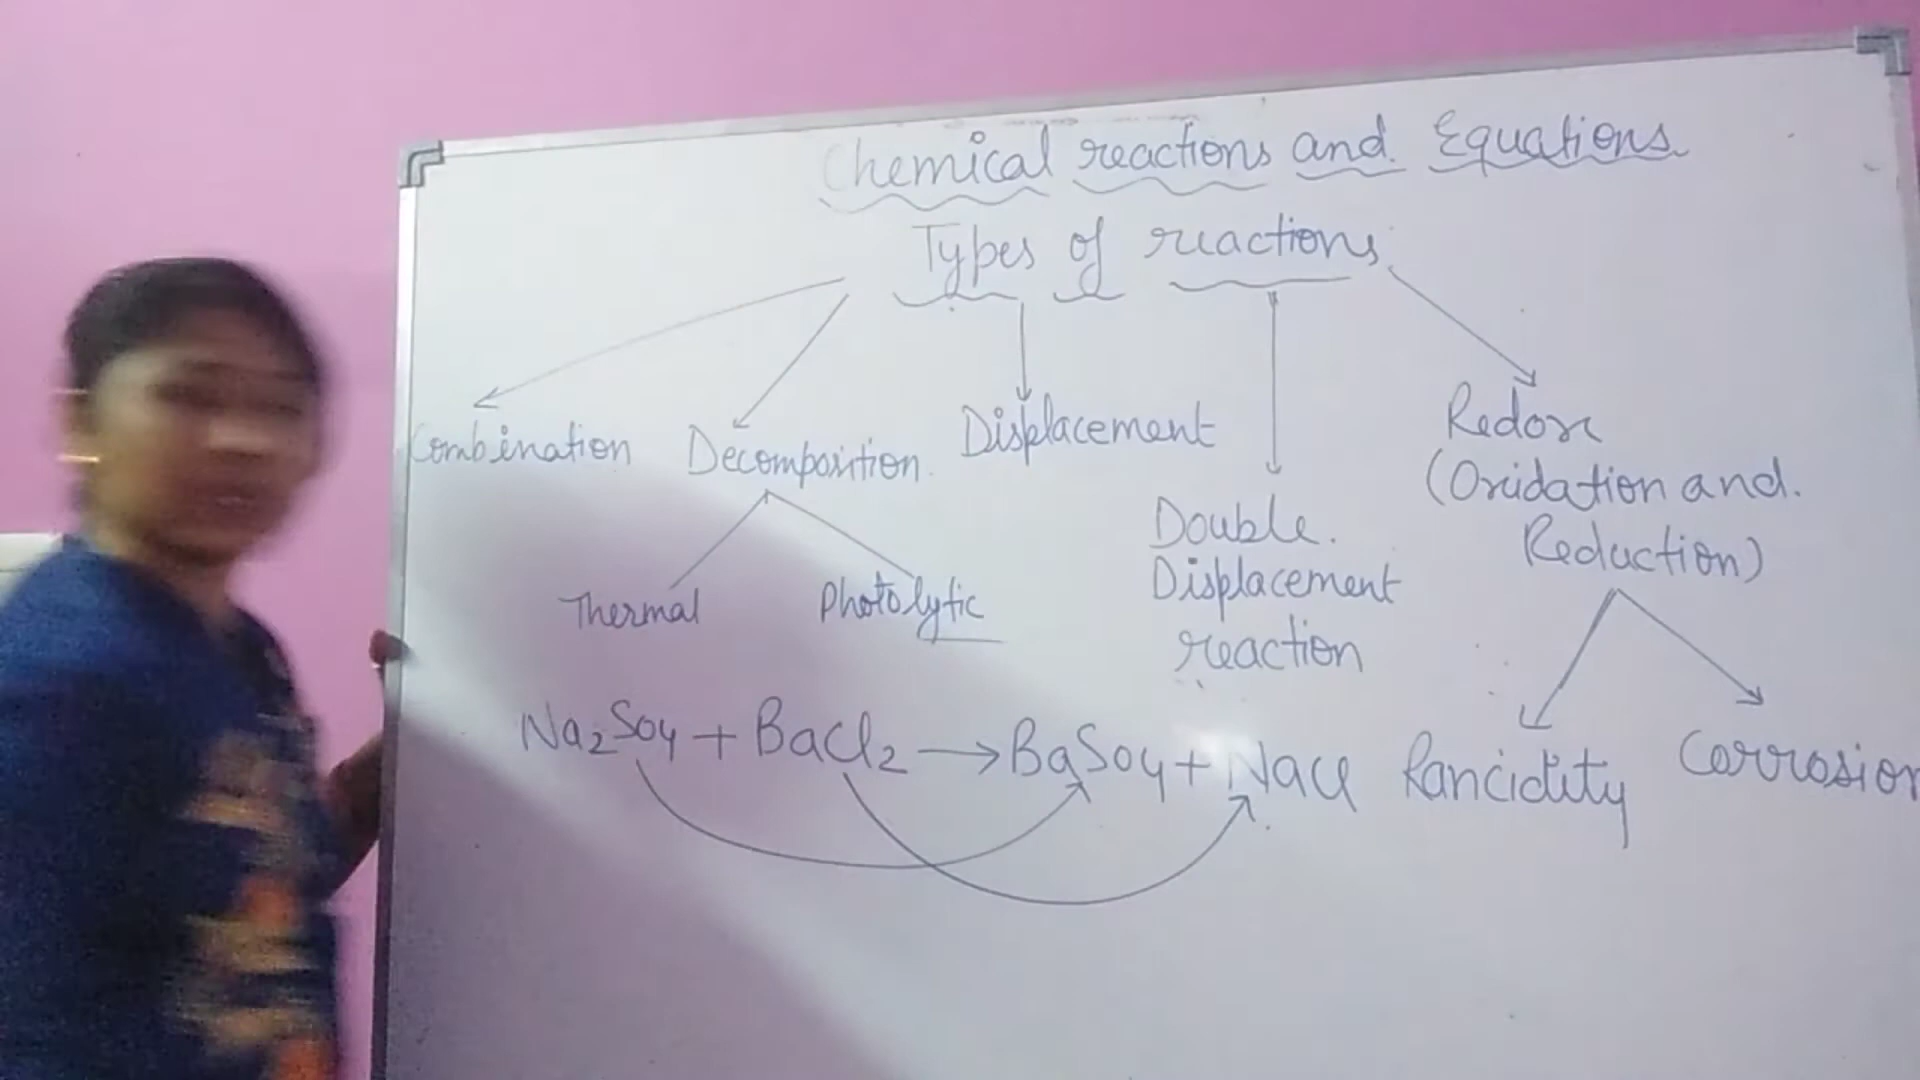 Chemical reactions and Equations
Types of reactions
Combination
Decomposition
Displacement
Double
Displacement
reaction
Redox
(Oxidation and
Reduction)
Thermal
Photolytic
Na2So4 + BaCl2 → BaSo4 + NaCl
Rancidity
Corrosion